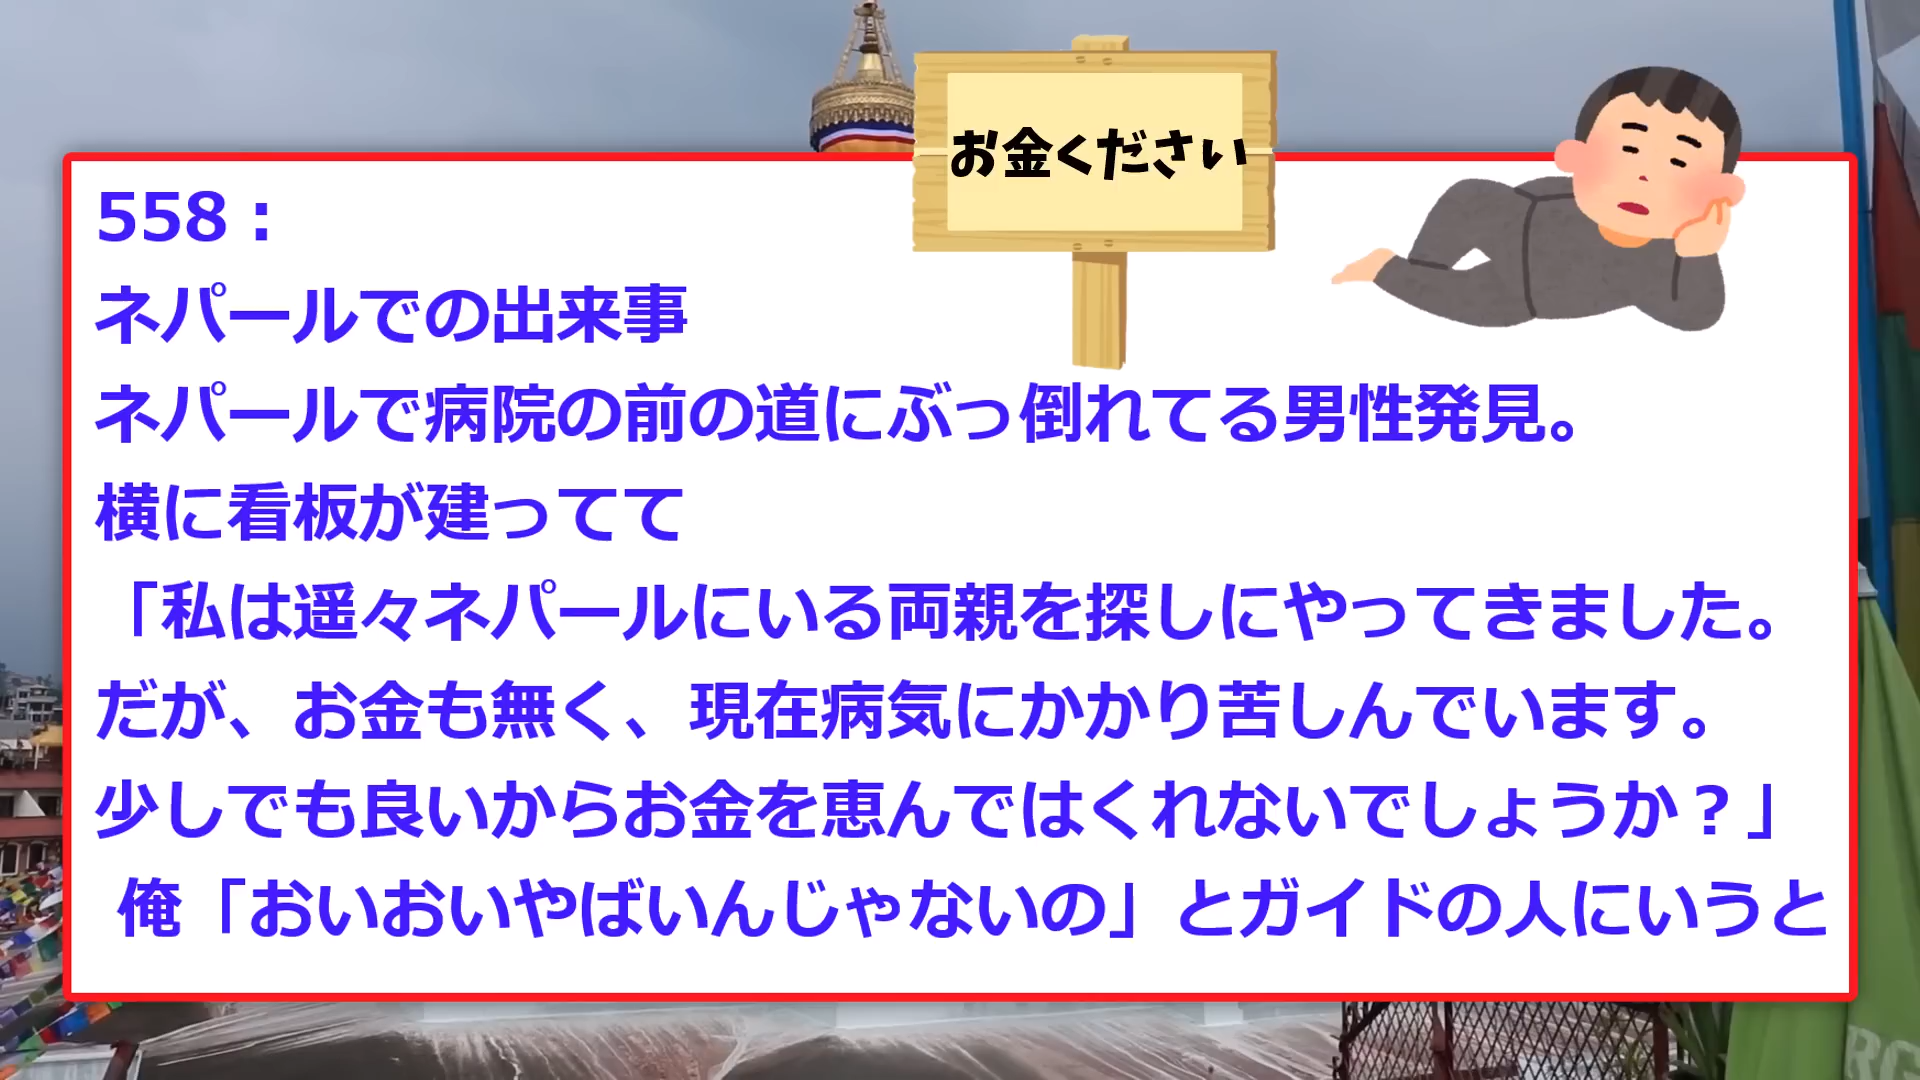 お金ください
558：
ネパールでの出来事
ネパールで病院の前の道にぶっ倒れてる男性発見。
横に看板が建ってて
「私は遥々ネパールにいる両親を探しにやってきました。
だが、お金も無く、現在病気にかかり苦しんでいます。
少しでも良いからお金を恵んではくれないでしょうか？」
俺「おいおいやばいんじゃないの」とガイドの人にいうと